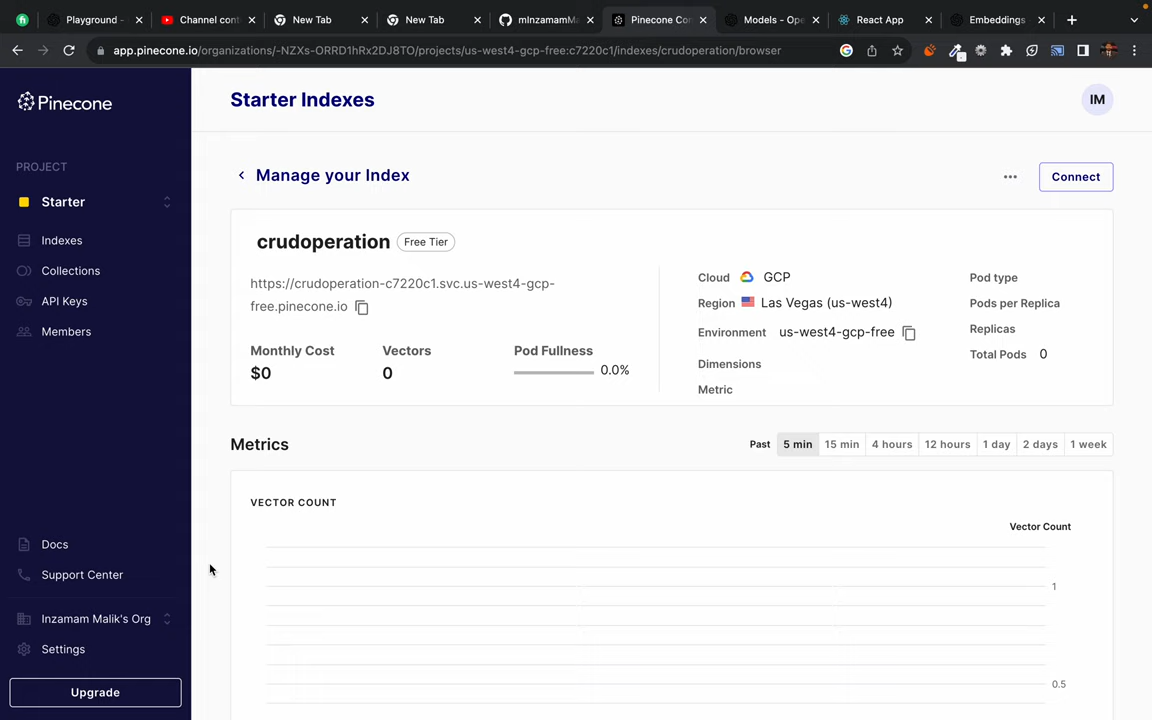 Playground -
Channel cont
New Tab
New Tab
mInzamamMa
Pinecone Co
Models - Ope
React App
Embeddings
app.pinecone.io/organizations/-NZXs-ORRD1hRx2DJ8TO/projects/us-west4-gcp-free:c7220c1/indexes/crudoperation/browser
Pinecone
PROJECT
Starter
Indexes
Collections
API Keys
Members
Docs
Support Center
Inzamam Malik's Org
Settings
Upgrade
Starter Indexes
IM
Manage your Index
Connect
crudoperation
Free Tier
https://crudoperation-c7220c1.svc.us-west4-gcp-
free.pinecone.io
Monthly Cost
$0
Vectors
0
Pod Fullness
0.0%
Cloud GCP
Region Las Vegas (us-west4)
Environment us-west4-gcp-free
Dimensions
Metric
Pod type
Pods per Replica
Replicas
Total Pods 0
Metrics
Past 5 min 15 min 4 hours 12 hours 1 day 2 days 1 week
VECTOR COUNT
Vector Count
1
0.5